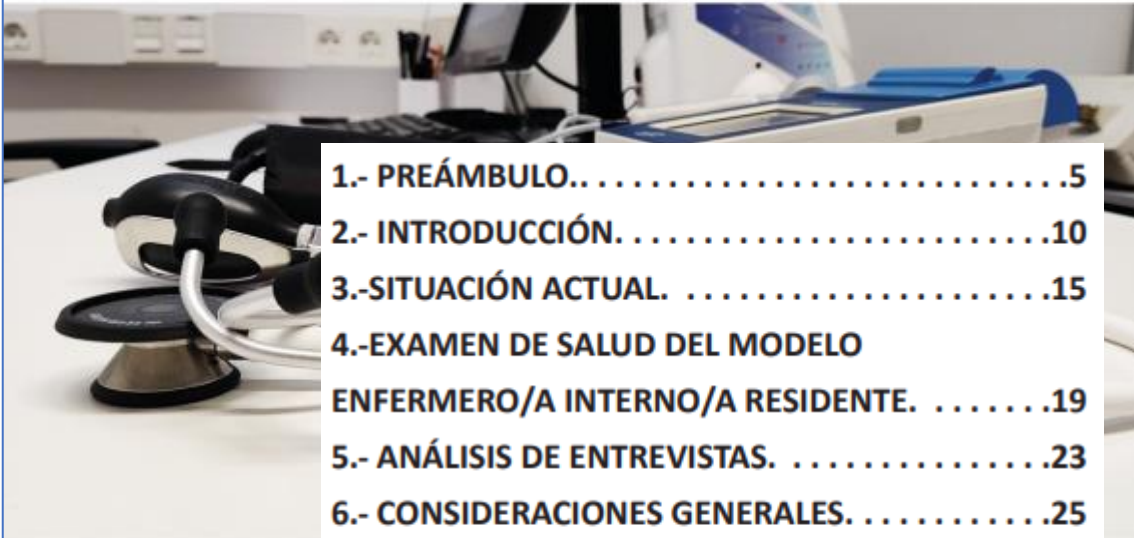 1.- PREÁMBULO.. . . . . . . . . . . . . . . . . . . . . . . . . . . .5
2.- INTRODUCCIÓN. . . . . . . . . . . . . . . . . . . . . . . . .10
3.-SITUACIÓN ACTUAL.  . . . . . . . . . . . . . . . . . . . . .15
4.-EXAMEN DE SALUD DEL MODELO
ENFERMERO/A INTERNO/A RESIDENTE.  . . . . . . .19
5.- ANÁLISIS DE ENTREVISTAS.  . . . . . . . . . . . . . . .23
6.- CONSIDERACIONES GENERALES. . . . . . . . . . . .25